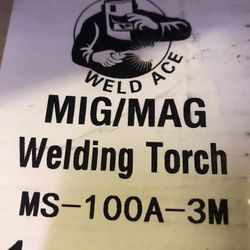 WELD ACE
MIG/MAG
Welding Torch
MS-100A-3M